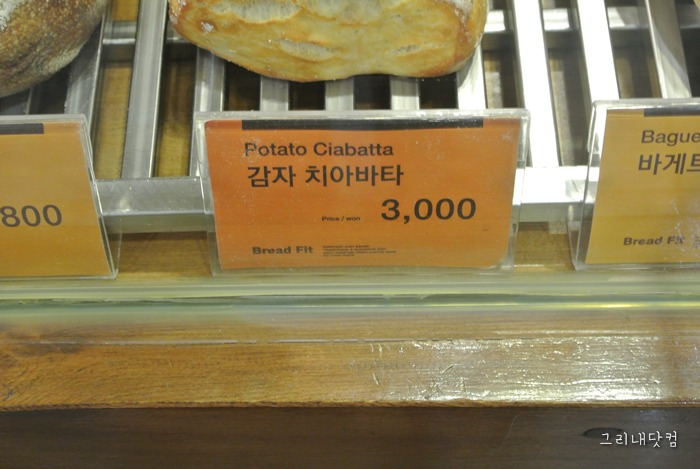 800
Potato Ciabatta
감자 치아바타
Price / won 3,000
Bread Fit
Bague
바게트
Bread Fit
그리내닷컴